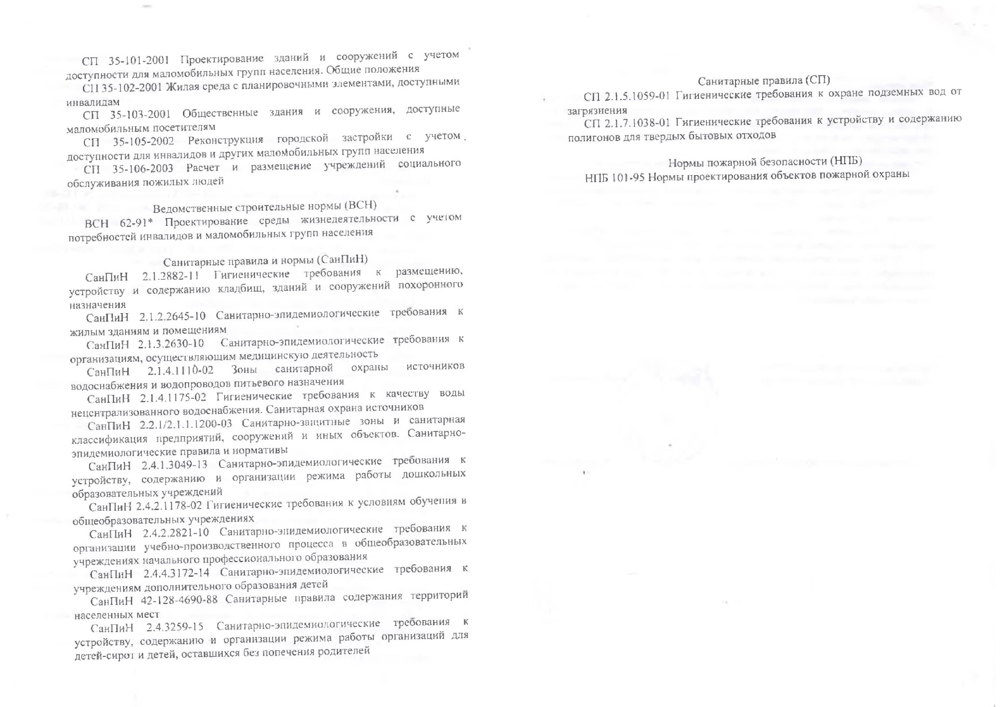 СП 35-101-2001 Проектирование зданий и сооружений с учетом
доступности для маломобильных групп населения. Общие положения
СП 35-102-2001 Жилая среда с планировочными элементами, доступными
инвалидам
СП 35-103-2001 Общественные здания и сооружения, доступные
маломобильным посетителям
СП 35-105-2002 Реконструкция городской застройки с учетом
доступности для инвалидов и других маломобильных групп населения
СП 35-106-2003 Расчет и размещение учреждений социального
обслуживания пожилых людей
Ведомственные строительные нормы (ВСН)
ВСН 62-91* Проектирование среды жизнедеятельности с учетом
потребностей инвалидов и маломобильных групп населения
Санитарные правила и нормы (СанПиН)
СанПиН 2.1.2882-11 Гигиенические требования к размещению,
устройству и содержанию кладбищ, зданий и сооружений похоронного
назначения
СанПиН 2.1.2.2645-10 Санитарно-эпидемиологические требования к
жилым зданиям и помещениям
СанПиН 2.1.3.2630-10 Санитарно-эпидемиологические требования к
организациям, осуществляющим медицинскую деятельность
СанПиН 2.1.4.1110-02 Зоны санитарной охраны источников
водоснабжения и водопроводов питьевого назначения
СанПиН 2.1.4.1175-02 Гигиенические требования к качеству воды
нецентрализованного водоснабжения. Санитарная охрана источников
СанПиН 2.2.1/2.1.1.1200-03 Санитарно-защитные зоны и санитарная
классификация предприятий, сооружений и иных объектов. Санитарно-
эпидемиологические правила и нормативы
СанПиН 2.4.1.3049-13 Санитарно-эпидемиологические требования к
устройству, содержанию и организации режима работы дошкольных
образовательных учреждений
СанПиН 2.4.2.1178-02 Гигиенические требования к условиям обучения в
общеобразовательных учреждениях
СанПиН 2.4.2.2821-10 Санитарно-эпидемиологические требования к
организации учебно-производственного процесса в общеобразовательных
учреждениях начального профессионального образования
СанПиН 2.4.4.3172-14 Санитарно-эпидемиологические требования к
учреждениям дополнительного образования детей
СанПиН 42-128-4690-88 Санитарные правила содержания территорий
населенных мест
СанПиН 2.4.3259-15 Санитарно-эпидемиологические требования к
устройству, содержанию и организации режима работы организаций для
детей-сирот и детей, оставшихся без попечения родителей
Санитарные правила (СП)
СП 2.1.5.1059-01 Гигиенические требования к охране подземных вод от
загрязнения
СП 2.1.7.1038-01 Гигиенические требования к устройству и содержанию
полигонов для твердых бытовых отходов
Нормы пожарной безопасности (НПБ)
НПБ 101-95 Нормы проектирования объектов пожарной охраны